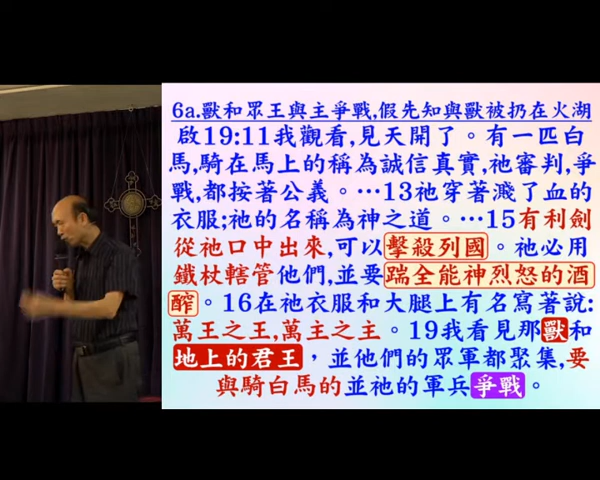 6a.獸和眾王與主爭戰,假先知與獸被扔在火湖
啟19:11我觀看,見天開了。有一匹白
馬,騎在馬上的稱為誠信真實,祂審判,爭
戰,都按著公義。…13祂穿著濺了血的
衣服;祂的名稱為神之道。…15有利劍
從祂口中出來,可以擊殺列國。祂必用
鐵杖轄管他們,並要踹全能神烈怒的酒
醡。16在祂衣服和大腿上有名寫著說:
萬王之王,萬主之主。19我看見那獸和
地上的君王，並他們的眾軍都聚集,要
與騎白馬的並祂的軍兵爭戰。